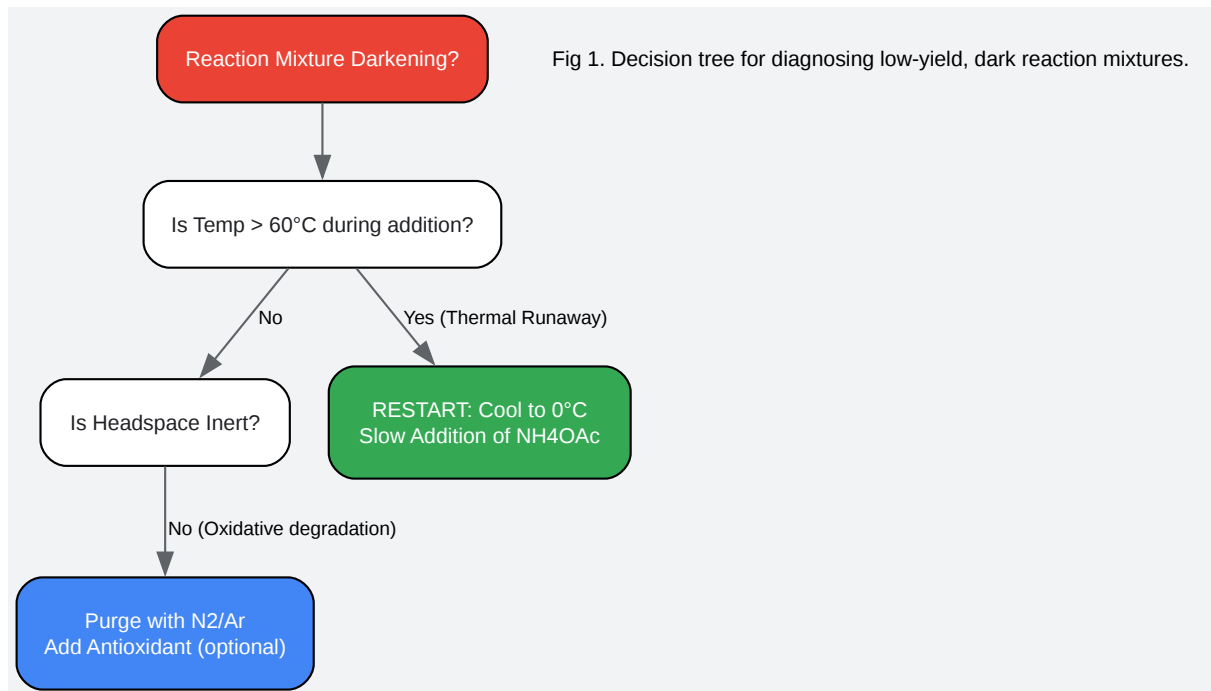 Reaction Mixture Darkening?
Fig 1. Decision tree for diagnosing low-yield, dark reaction mixtures.
Is Temp > 60°C during addition?
No
Yes (Thermal Runaway)
Is Headspace Inert?
RESTART: Cool to 0°C
Slow Addition of NH4OAc
No (Oxidative degradation)
Purge with N2/Ar
Add Antioxidant (optional)